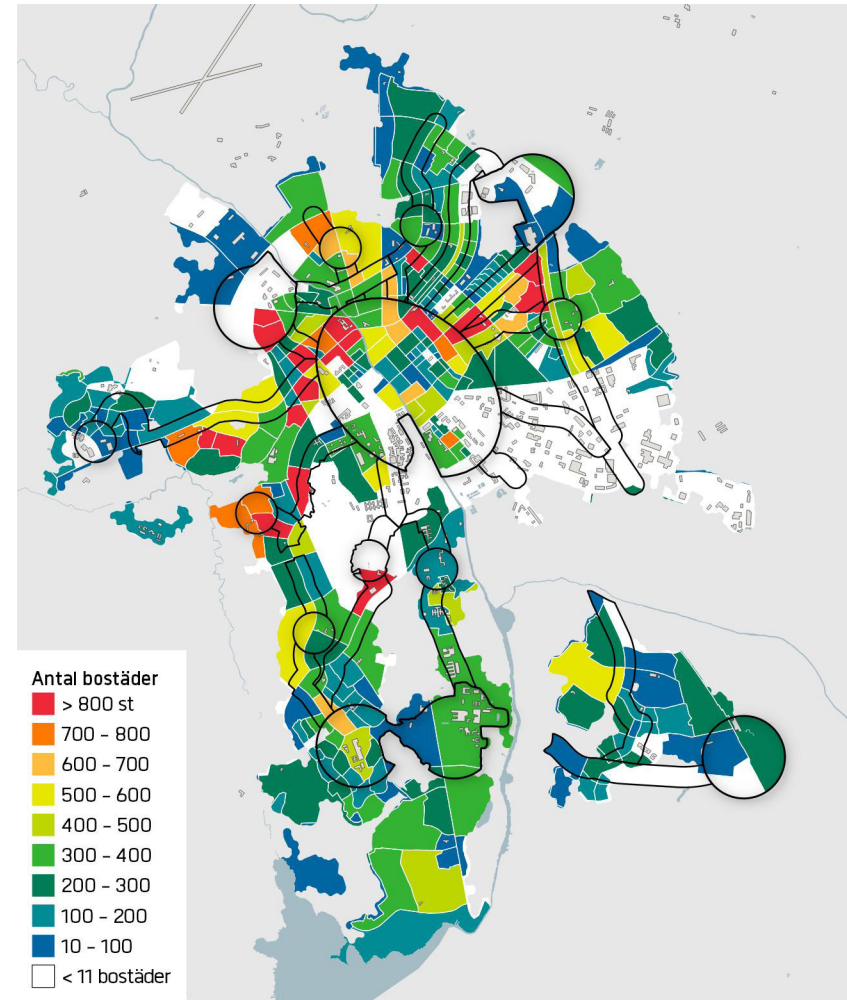 Antal bostäder
> 800 st
700 – 800
600 – 700
500 – 600
400 – 500
300 – 400
200 – 300
100 – 200
10 – 100
< 11 bostäder